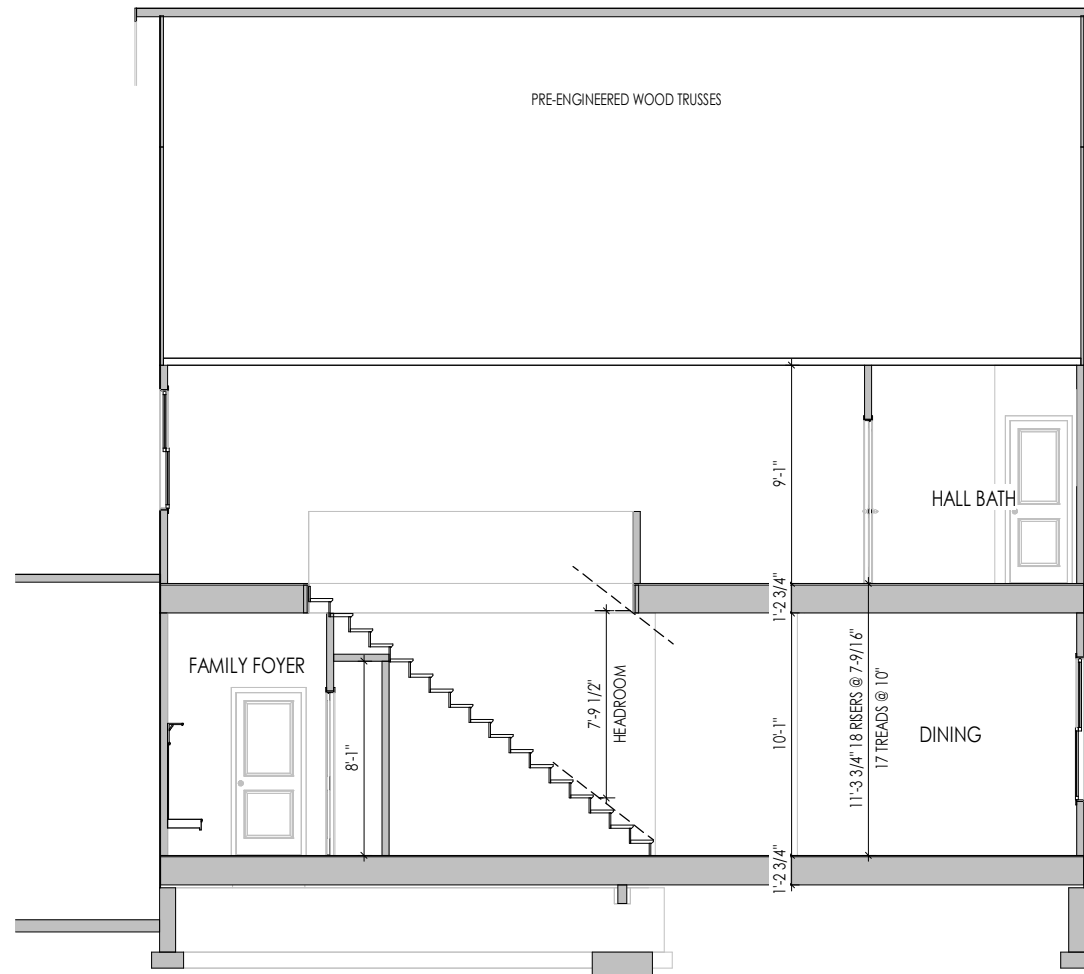 PRE-ENGINEERED WOOD TRUSSES
9'-1"
HALL BATH
1'-2 3/4"
FAMILY FOYER
7'-9 1/2"
HEADROOM
8'-1"
10'-1"
11'-3 3/4" 18 RISERS @ 7-9/16"
17 TREADS @ 10"
DINING
1'-2 3/4"